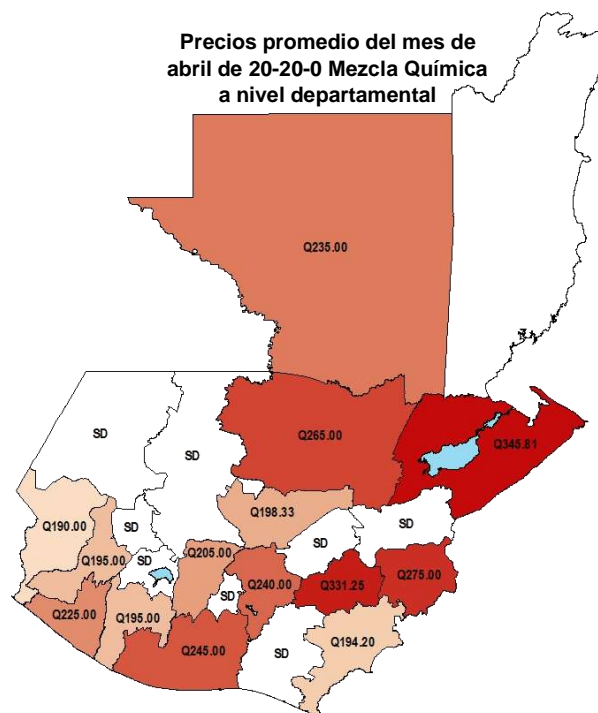 Precios promedio del mes de
abril de 20-20-0 Mezcla Química
a nivel departamental
Q235.00
SD
SD
Q265.00
Q345.81
Q190.00
SD
Q198.33
SD
Q195.00
SD
Q205.00
SD
Q225.00
Q195.00
SD
Q240.00
Q331.25
Q275.00
Q245.00
SD
Q194.20